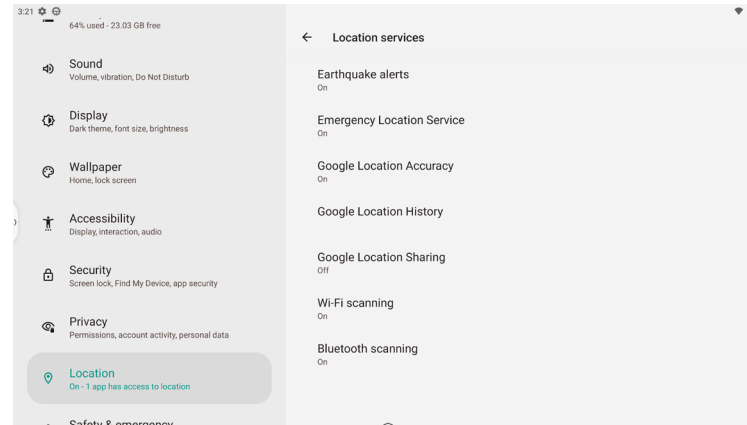 3:21
64% used - 23.03 GB free
Sound
Volume, vibration, Do Not Disturb
Display
Dark theme, font size, brightness
Wallpaper
Home, lock screen
Accessibility
Display, interaction, audio
Security
Screen lock, Find My Device, app security
Privacy
Permissions, account activity, personal data
Location
On - 1 app has access to location
Safety & emergency
Location services
Earthquake alerts
On
Emergency Location Service
On
Google Location Accuracy
On
Google Location History
Google Location Sharing
Off
Wi-Fi scanning
On
Bluetooth scanning
On